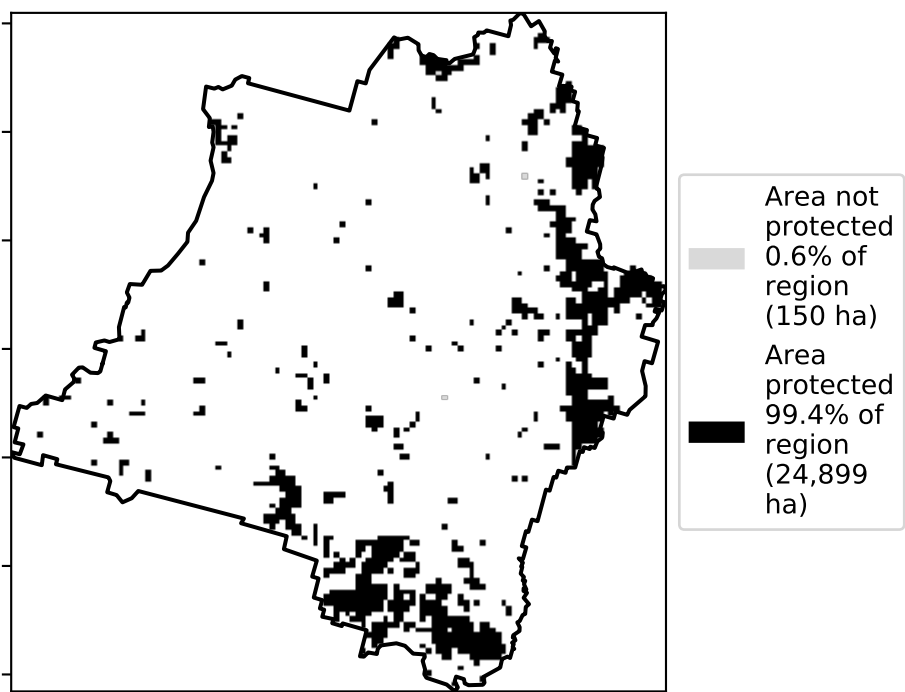 Area not
protected
0.6% of
region
(150 ha)
Area
protected
99.4% of
region
(24,899
ha)